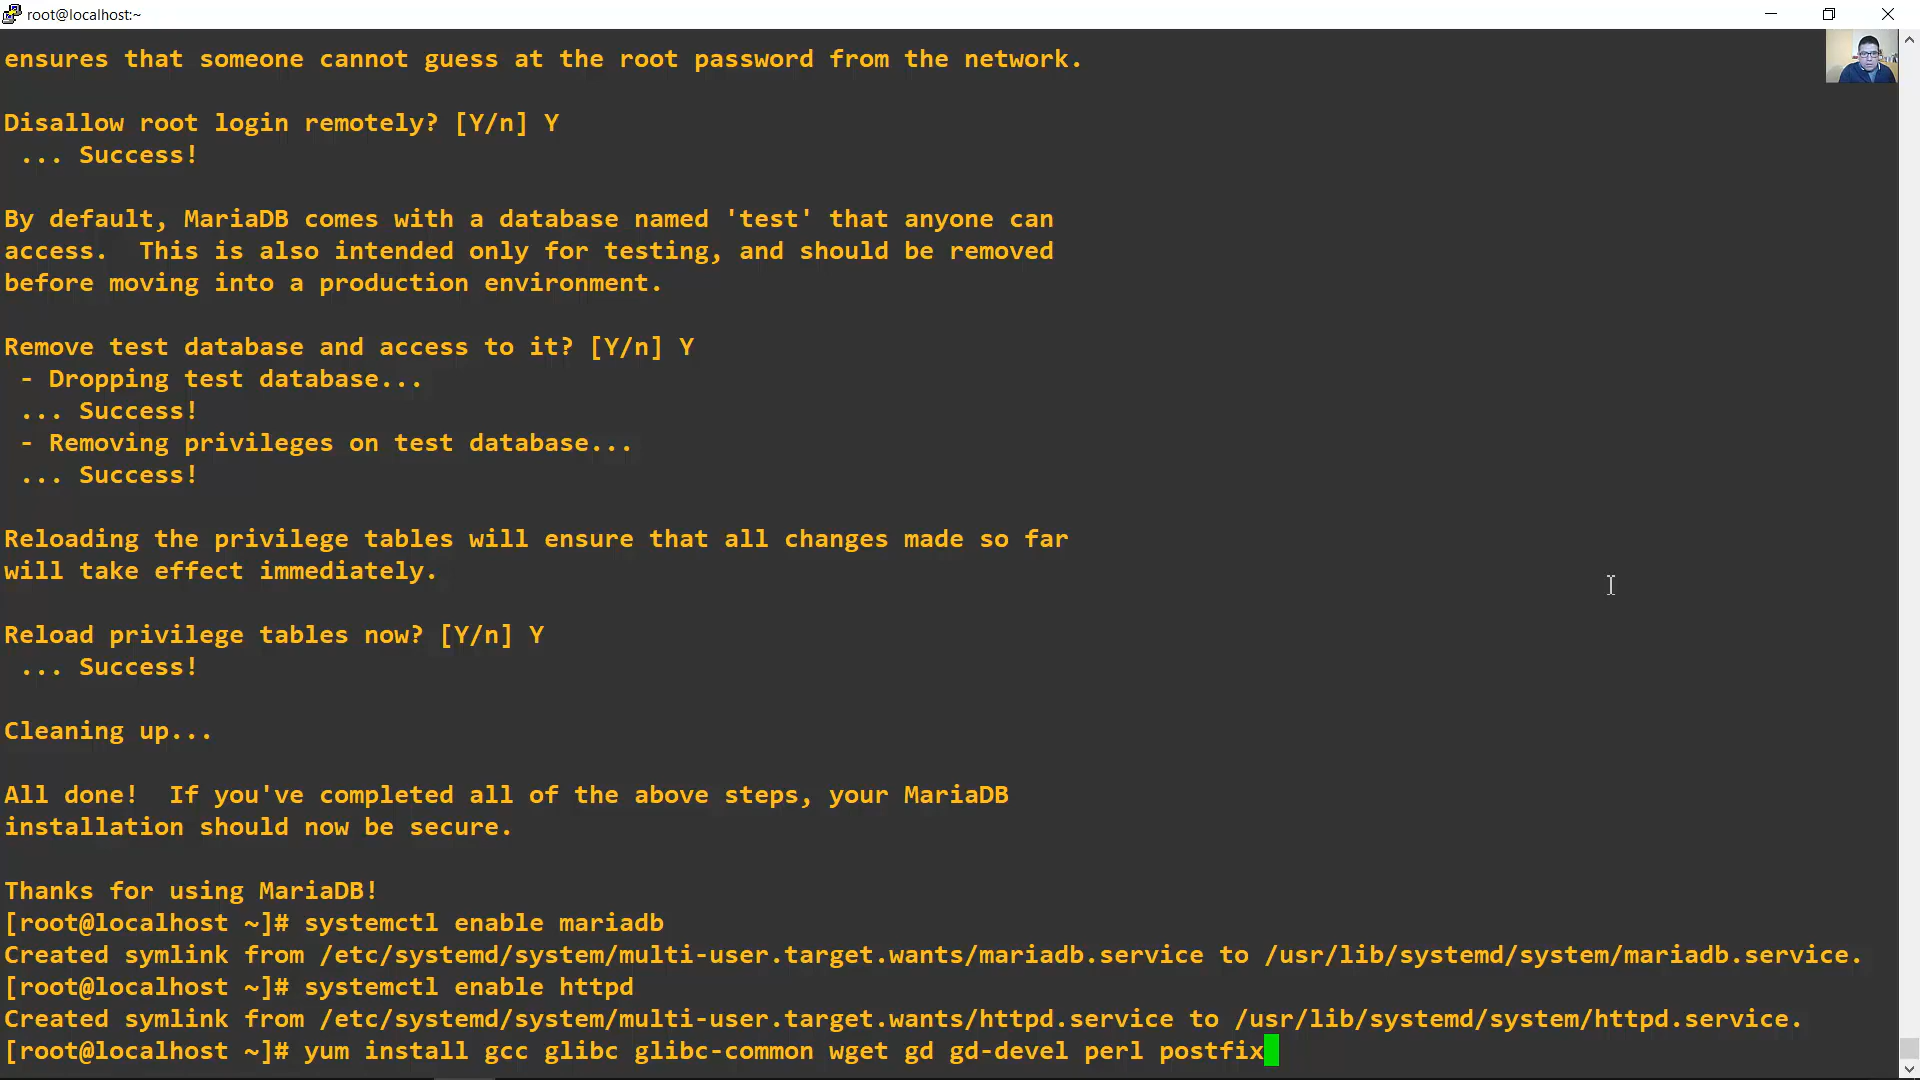 root@localhost:~
ensures that someone cannot guess at the root password from the network.
Disallow root login remotely? [Y/n] Y
 ... Success!
By default, MariaDB comes with a database named 'test' that anyone can
access.  This is also intended only for testing, and should be removed
before moving into a production environment.
Remove test database and access to it? [Y/n] Y
 - Dropping test database...
 ... Success!
 - Removing privileges on test database...
 ... Success!
Reloading the privilege tables will ensure that all changes made so far
will take effect immediately.
Reload privilege tables now? [Y/n] Y
 ... Success!
Cleaning up...
All done!  If you've completed all of the above steps, your MariaDB
installation should now be secure.
Thanks for using MariaDB!
[root@localhost ~]# systemctl enable mariadb
Created symlink from /etc/systemd/system/multi-user.target.wants/mariadb.service to /usr/lib/systemd/system/mariadb.service.
[root@localhost ~]# systemctl enable httpd
Created symlink from /etc/systemd/system/multi-user.target.wants/httpd.service to /usr/lib/systemd/system/httpd.service.
[root@localhost ~]# yum install gcc glibc glibc-common wget gd gd-devel perl postfix